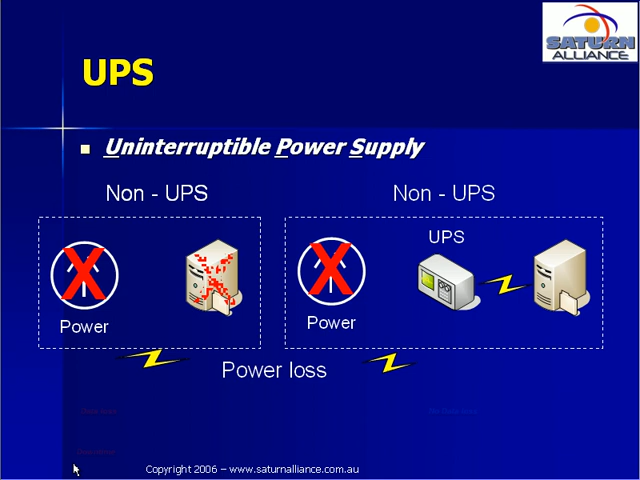 SATURN
ALLIANCE
UPS
Uninterruptible Power Supply
Non - UPS
Non - UPS
X
Power
X
Power
UPS
Power loss
Copyright 2006 – www.saturnalliance.com.au